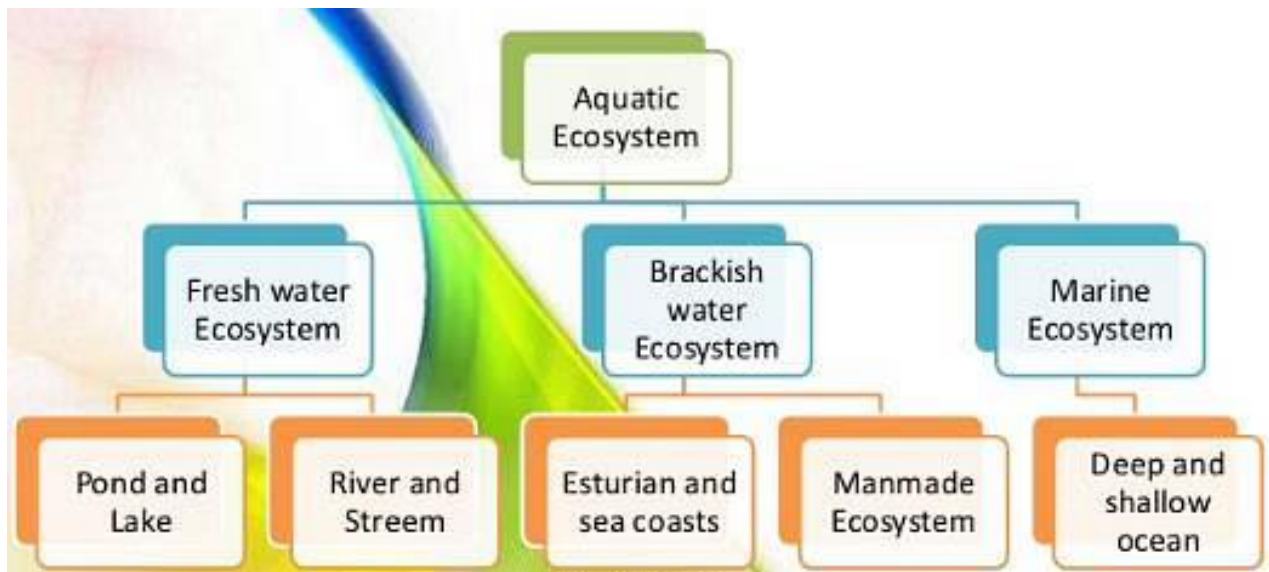 Aquatic
Ecosystem
Fresh water
Ecosystem
Brackish
water
Ecosystem
Marine
Ecosystem
Pond and
Lake
River and
Streem
Esturian and
sea coasts
Manmade
Ecosystem
Deep and
shallow
ocean